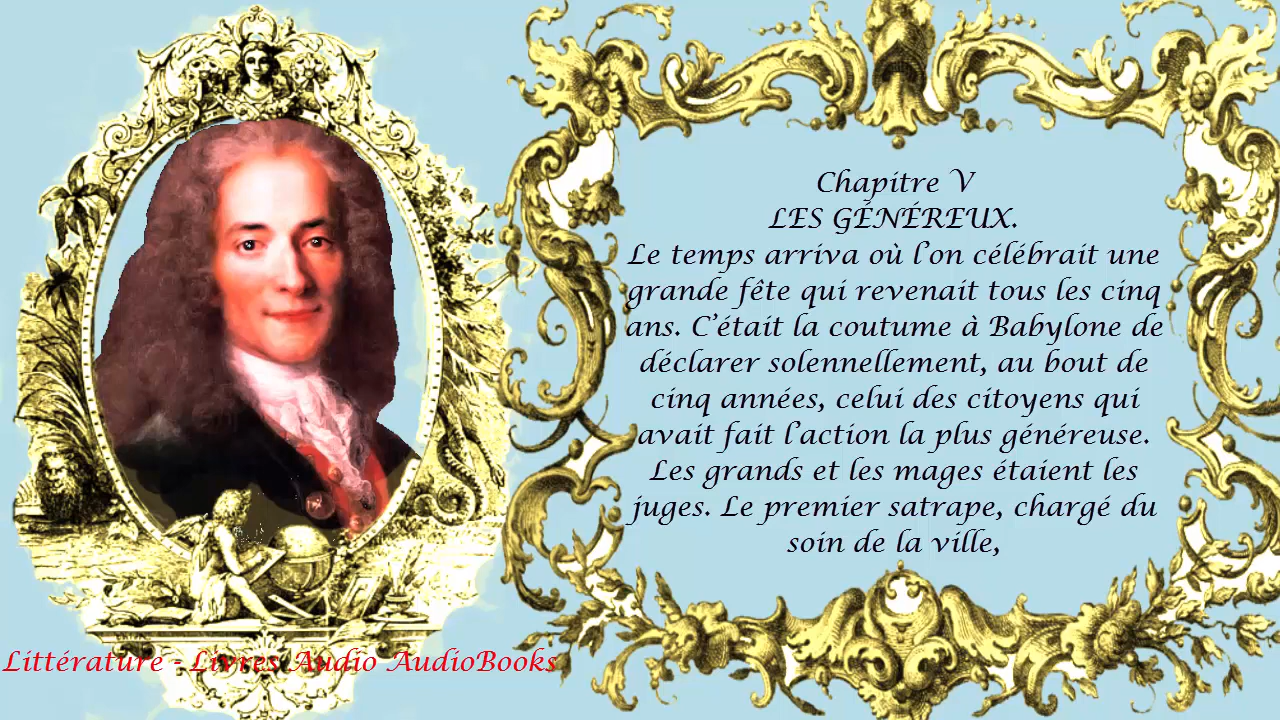 Chapitre V
LES GÉNÉREUX.
Le temps arriva où l’on célébrait une
grande fête qui revenait tous les cinq
ans. C’était la coutume à Babylone de
déclarer solennellement, au bout de
cinq années, celui des citoyens qui
avait fait l’action la plus généreuse.
Les grands et les mages étaient les
juges. Le premier satrape, chargé du
soin de la ville,
Littérature - Livres Audio AudioBooks